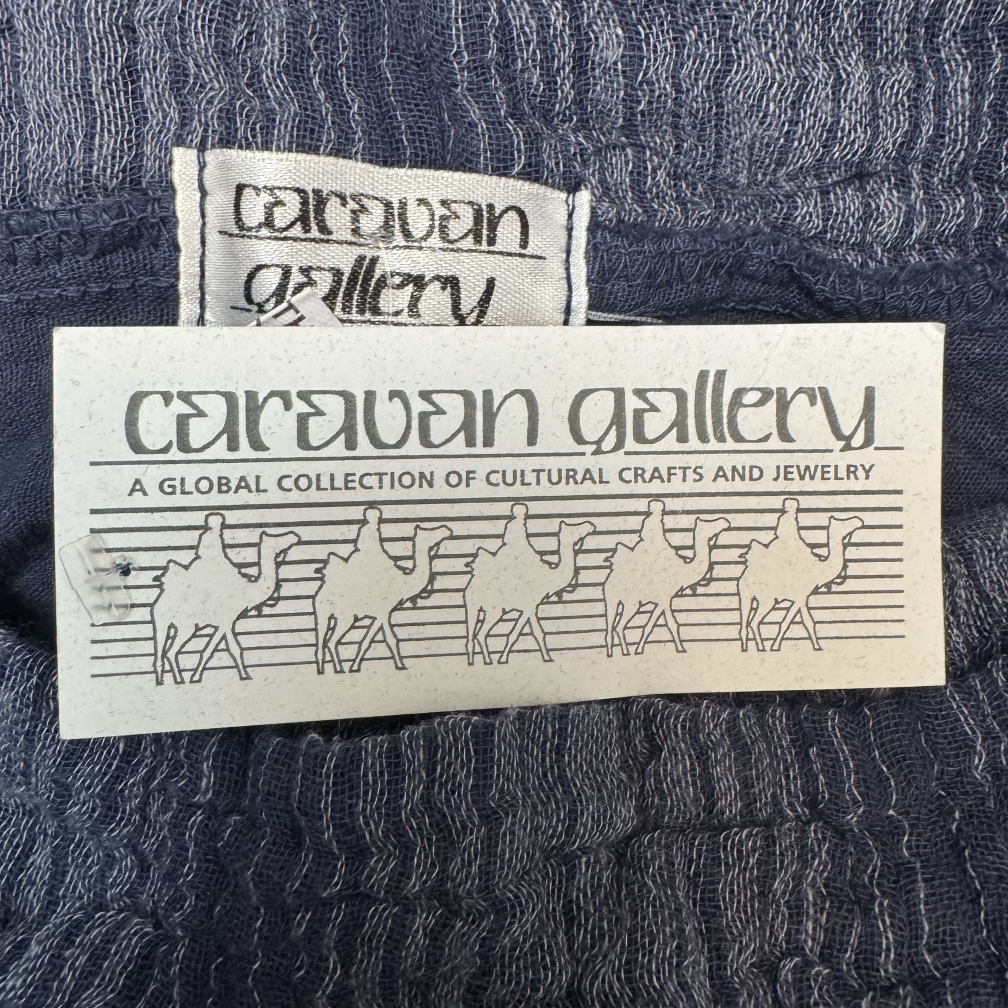 caravan
gallery
caravan gallery
A GLOBAL COLLECTION OF CULTURAL CRAFTS AND JEWELRY